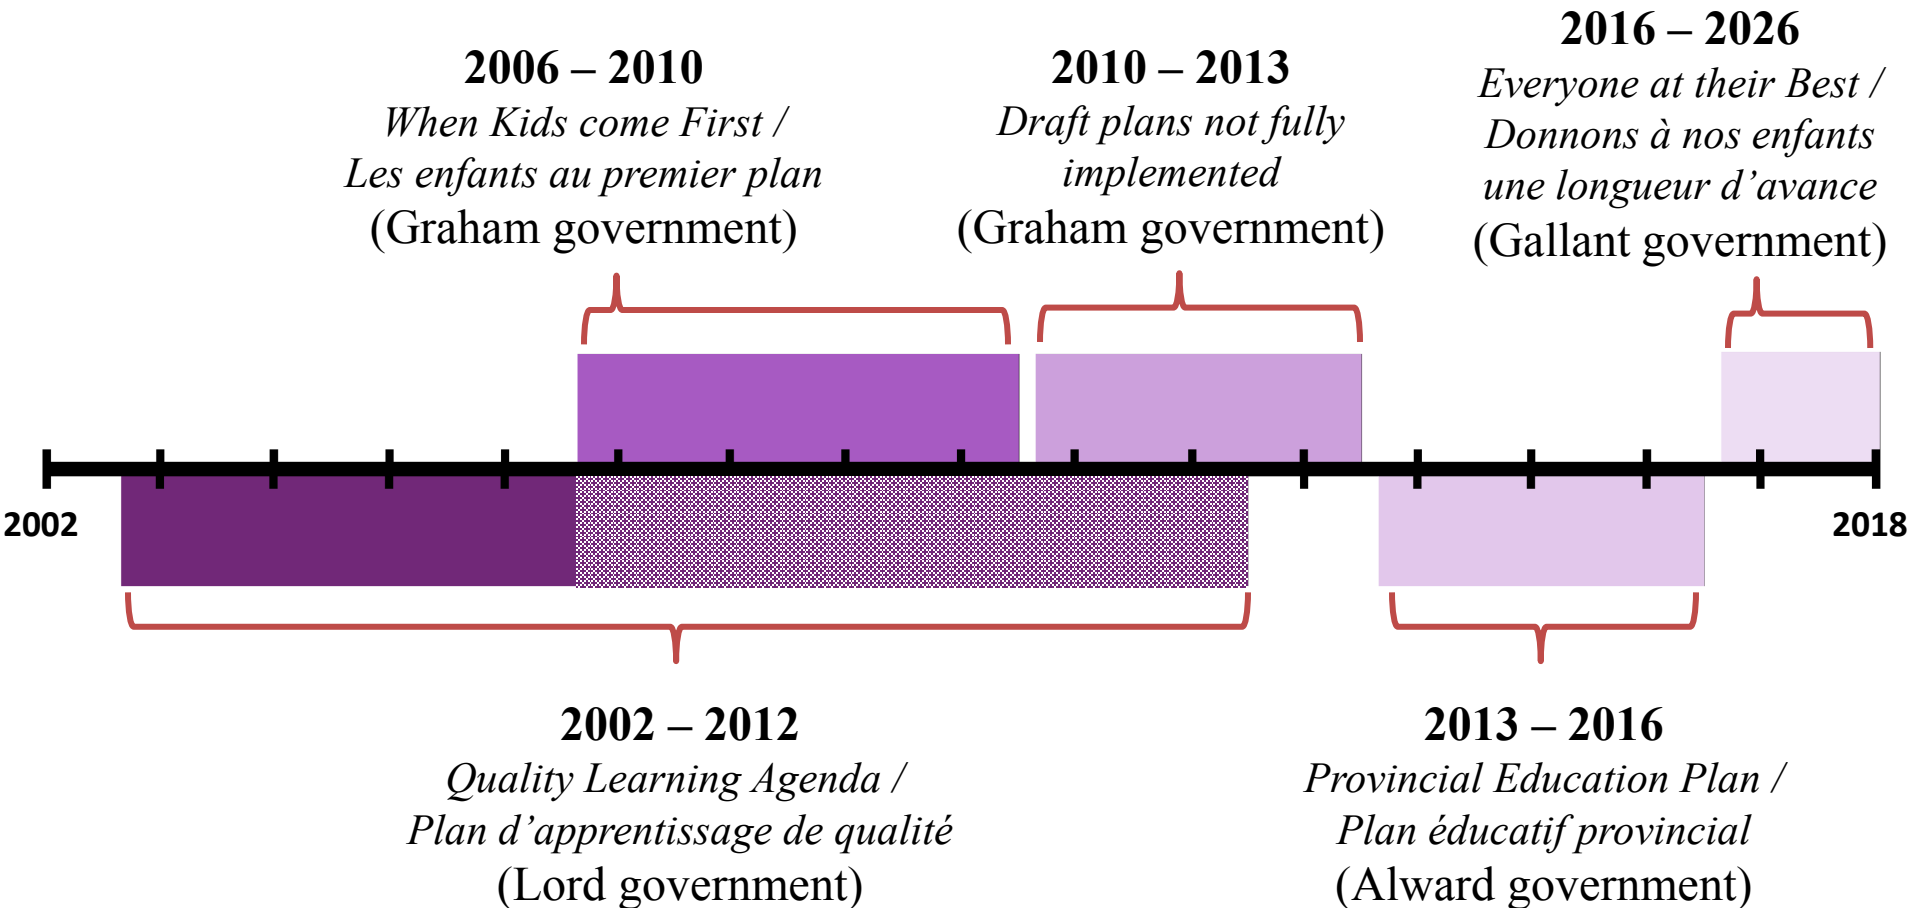 2006 – 2010
When Kids come First /
Les enfants au premier plan
(Graham government)
2010 – 2013
Draft plans not fully
implemented
(Graham government)
2016 – 2026
Everyone at their Best /
Donnons à nos enfants
une longueur d’avance
(Gallant government)
2002
2018
2002 – 2012
Quality Learning Agenda /
Plan d’apprentissage de qualité
(Lord government)
2013 – 2016
Provincial Education Plan /
Plan éducatif provincial
(Alward government)